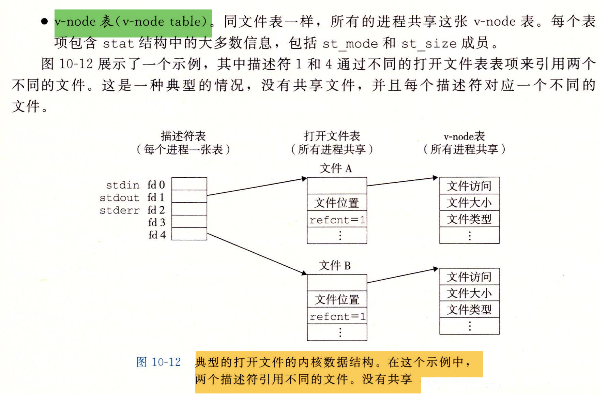 ● v-node 表(v-node table)。同文件表一样，所有的进程共享这张 v-node 表。每个表
项包含 stat 结构中的大多数信息，包括 st_mode 和 st_size 成员。
图 10-12 展示了一个示例，其中描述符 1 和 4 通过不同的打开文件表表项来引用两个
不同的文件。这是一种典型的情况，没有共享文件，并且每个描述符对应一个不同的
文件。
描述符表
（每个进程一张表）
打开文件表
（所有进程共享）
v-node表
（所有进程共享）
stdin fd 0
stdout fd 1
stderr fd 2
fd 3
fd 4
文件 A
文件位置
refcnt=1
⋮
文件访问
文件大小
文件类型
⋮
文件 B
文件位置
refcnt=1
⋮
文件访问
文件大小
文件类型
⋮
图 10-12 典型的打开文件的内核数据结构。在这个示例中，
两个描述符引用不同的文件。没有共享